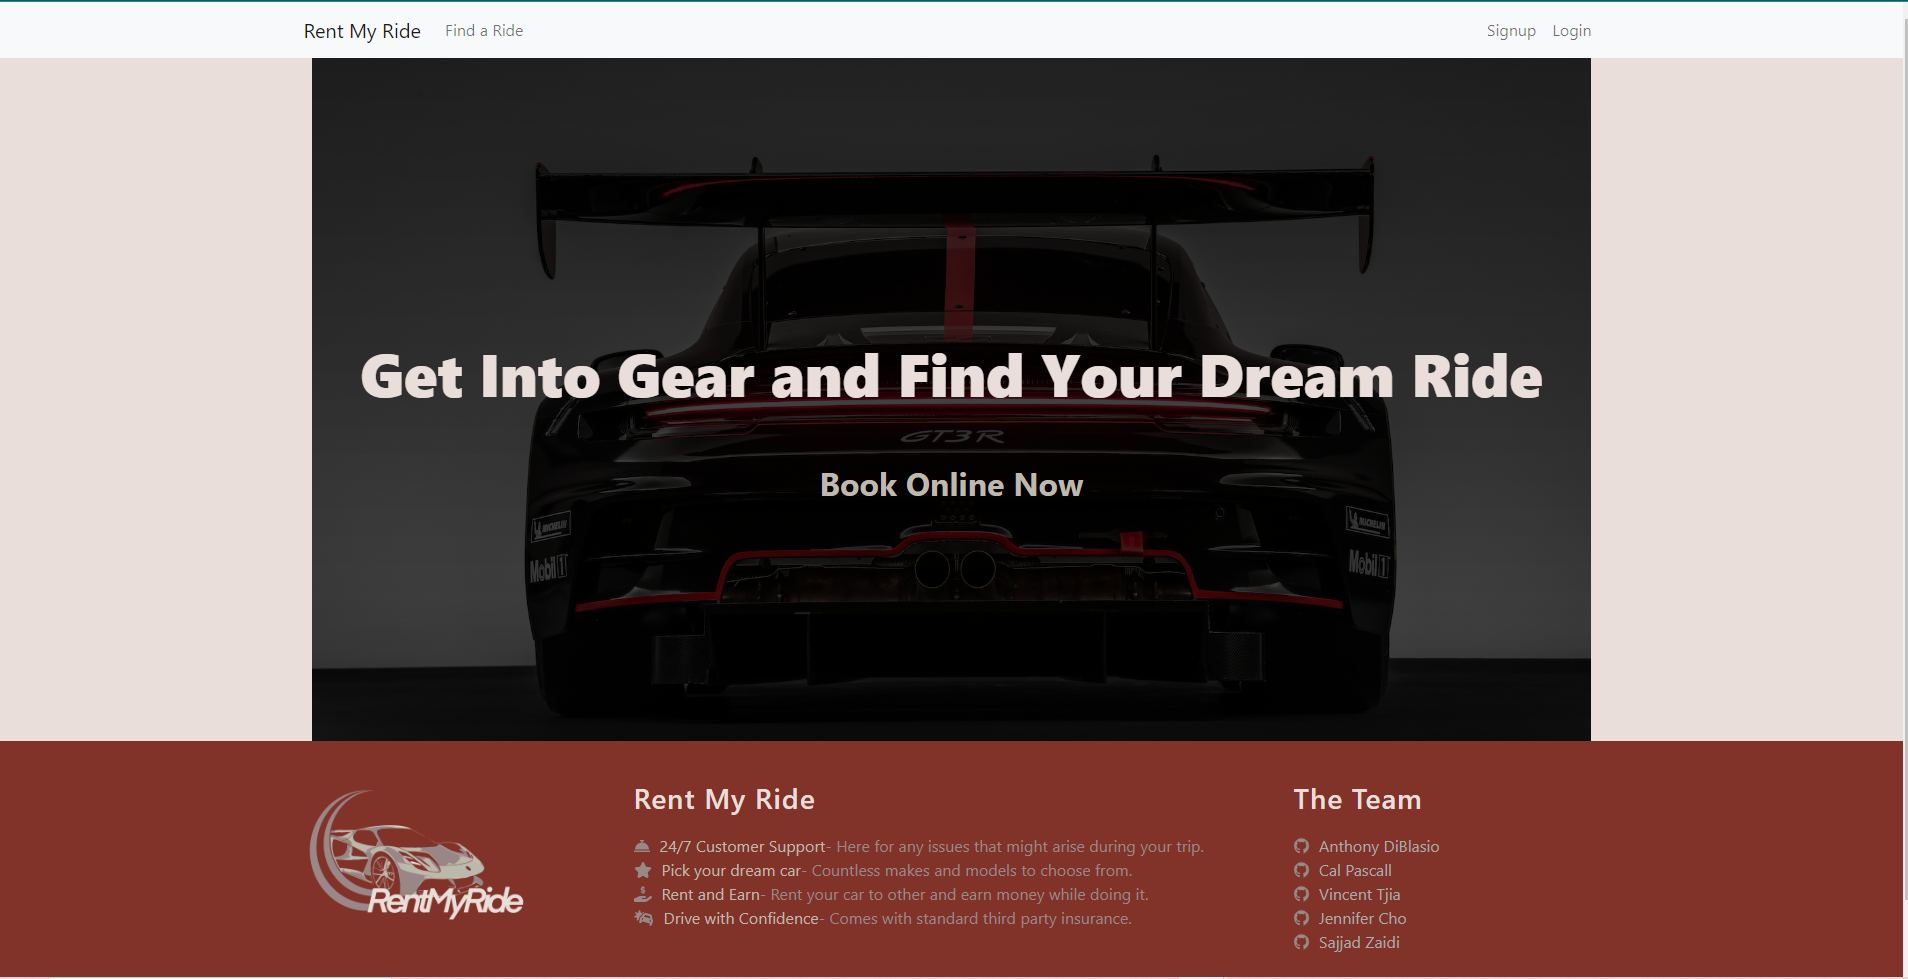 Rent My Ride
Find a Ride
Signup
Login
Get Into Gear and Find Your Dream Ride
GT3R
Book Online Now
MICHELIN
MICHELIN
Mobil 1
Mobil 1
RentMyRide
Rent My Ride
24/7 Customer Support- Here for any issues that might arise during your trip.
Pick your dream car- Countless makes and models to choose from.
Rent and Earn- Rent your car to other and earn money while doing it.
Drive with Confidence- Comes with standard third party insurance.
The Team
Anthony DiBlasio
Cal Pascall
Vincent Tjia
Jennifer Cho
Sajjad Zaidi